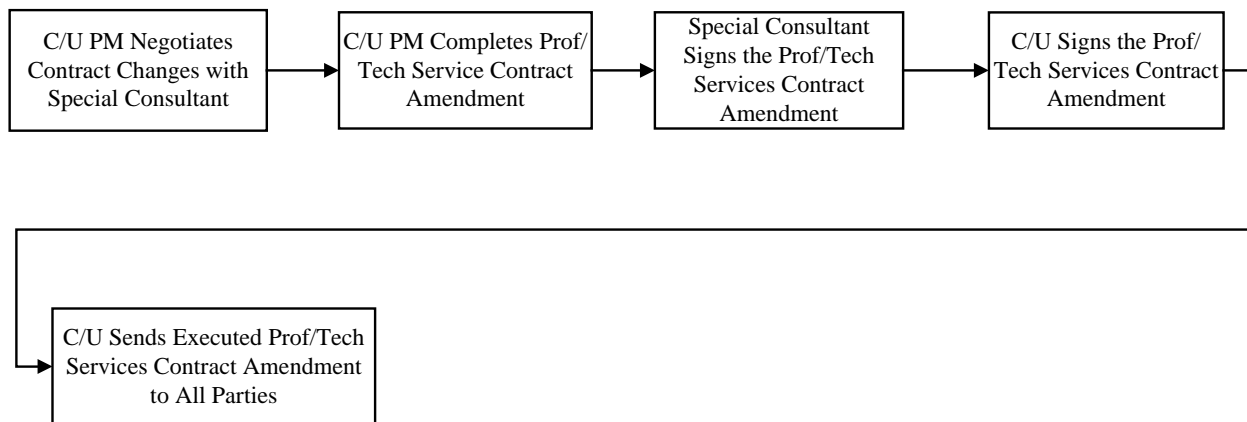 C/U PM Negotiates
Contract Changes with
Special Consultant
C/U PM Completes Prof/
Tech Service Contract
Amendment
Special Consultant
Signs the Prof/Tech
Services Contract
Amendment
C/U Signs the Prof/
Tech Services Contract
Amendment
C/U Sends Executed Prof/Tech
Services Contract Amendment
to All Parties